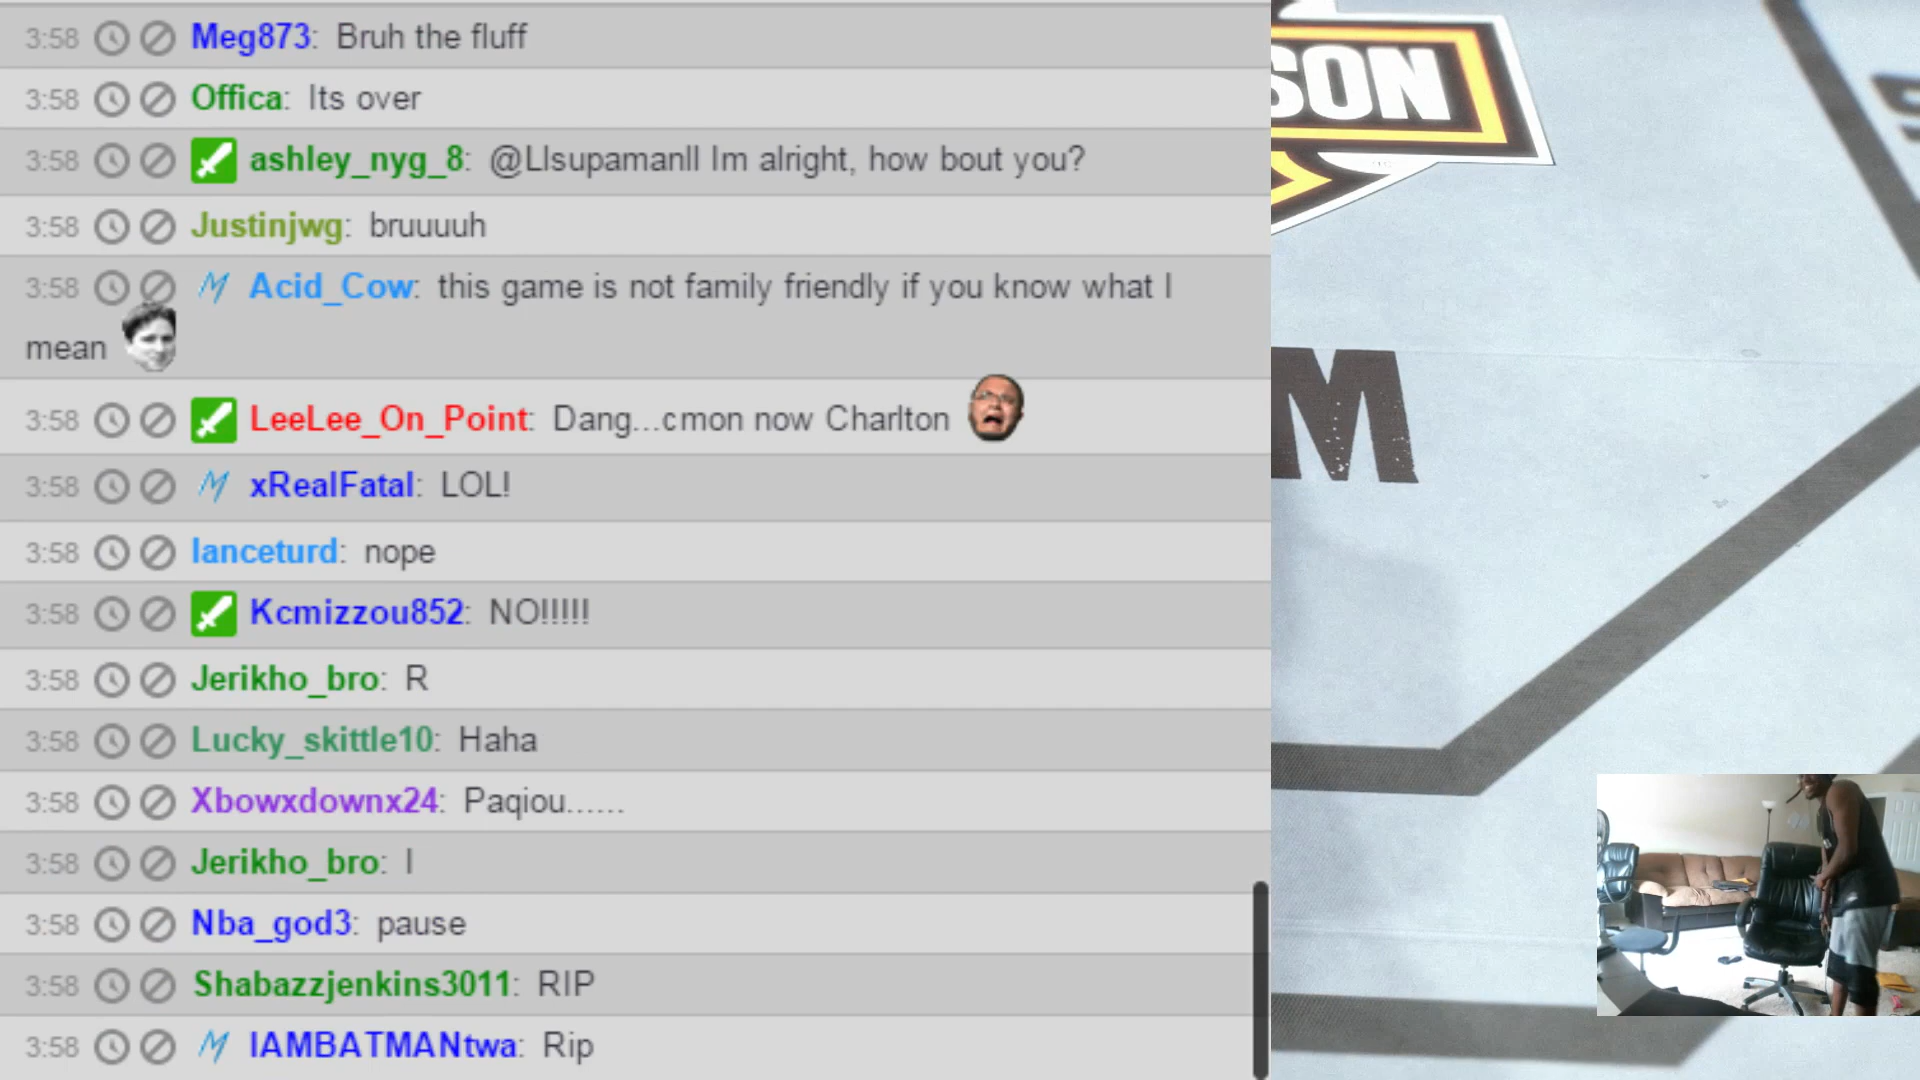 3:58 Meg873: Bruh the fluff
3:58 Offica: Its over
3:58 ashley_nyg_8: @LIsupamanII Im alright, how bout you?
3:58 Justinjwg: bruuuuh
3:58 Acid_Cow: this game is not family friendly if you know what I
mean
3:58 LeeLee_On_Point: Dang...cmon now Charlton
3:58 xRealFatal: LOL!
3:58 lanceturd: nope
3:58 Kcmizzou852: NO!!!!!
3:58 Jerikho_bro: R
3:58 Lucky_skittle10: Haha
3:58 Xbowxdownx24: Paqiou......
3:58 Jerikho_bro: I
3:58 Nba_god3: pause
3:58 Shabazzjenkins3011: RIP
3:58 IAMBATMANtwa: Rip
SON
M